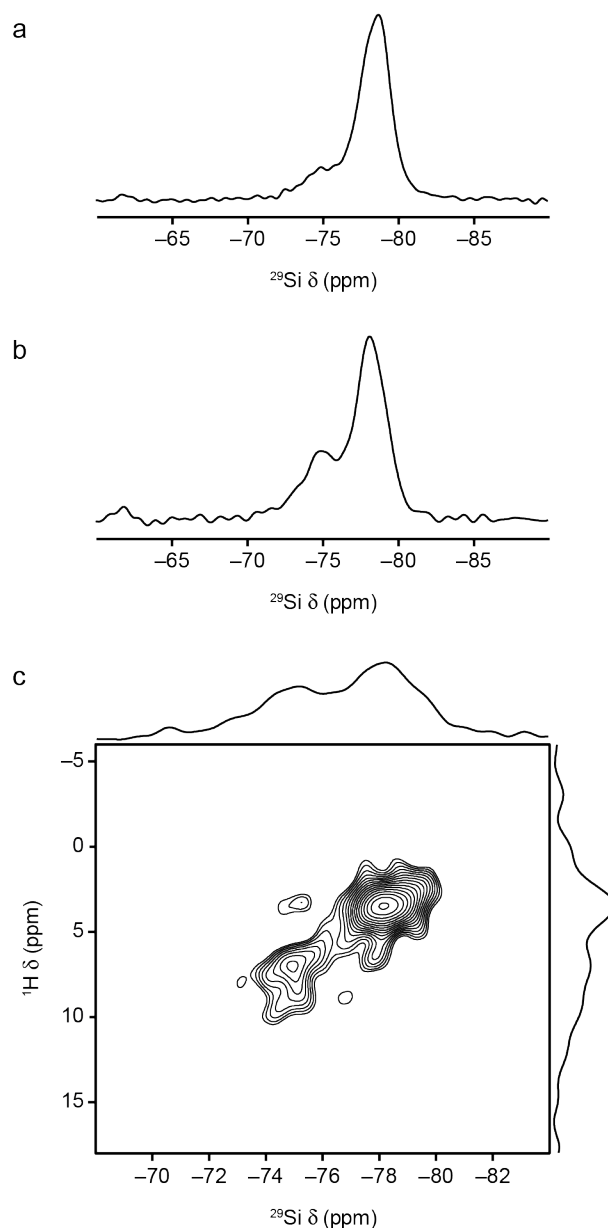 a
–65 –70 –75 –80 –85
²⁹Si δ (ppm)
b
–65 –70 –75 –80 –85
²⁹Si δ (ppm)
c
–5
0
5
10
15
¹H δ (ppm)
–70 –72 –74 –76 –78 –80 –82
²⁹Si δ (ppm)